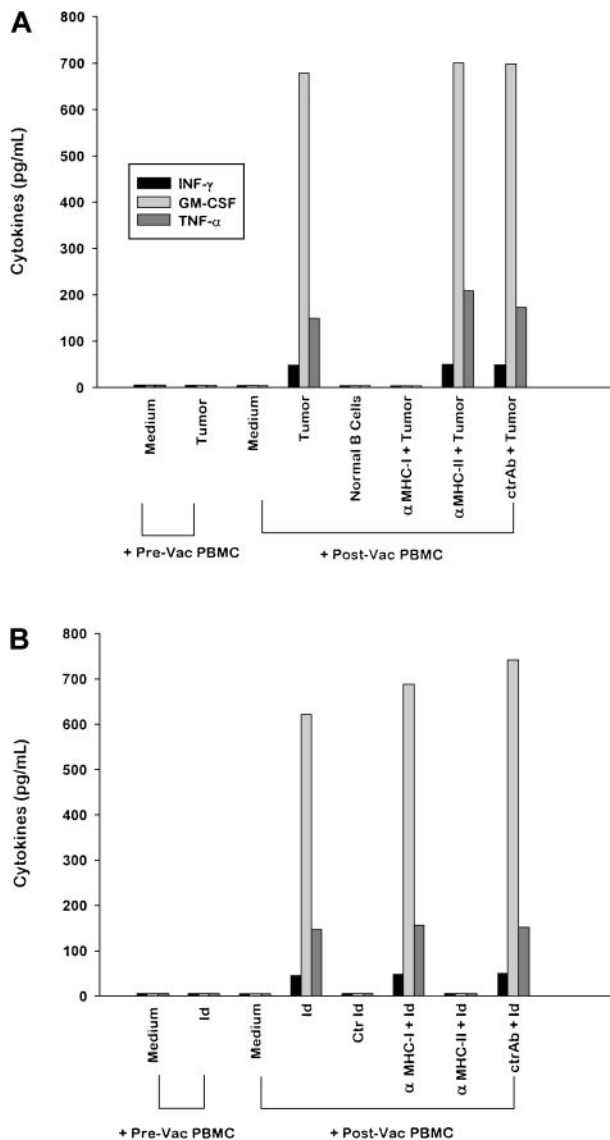 A
Cytokines (pg/mL)
800
700
600
500
400
300
200
100
0
INF-γ
GM-CSF
TNF-α
Medium
Tumor
Medium
Tumor
Normal B Cells
α MHC-I + Tumor
αMHC-II + Tumor
ctrAb + Tumor
+ Pre-Vac PBMC
+ Post-Vac PBMC
B
Cytokines (pg/mL)
800
700
600
500
400
300
200
100
0
Medium
Id
Medium
Id
Ctr Id
α MHC-I + Id
α MHC-II + Id
ctrAb + Id
+ Pre-Vac PBMC
+ Post-Vac PBMC